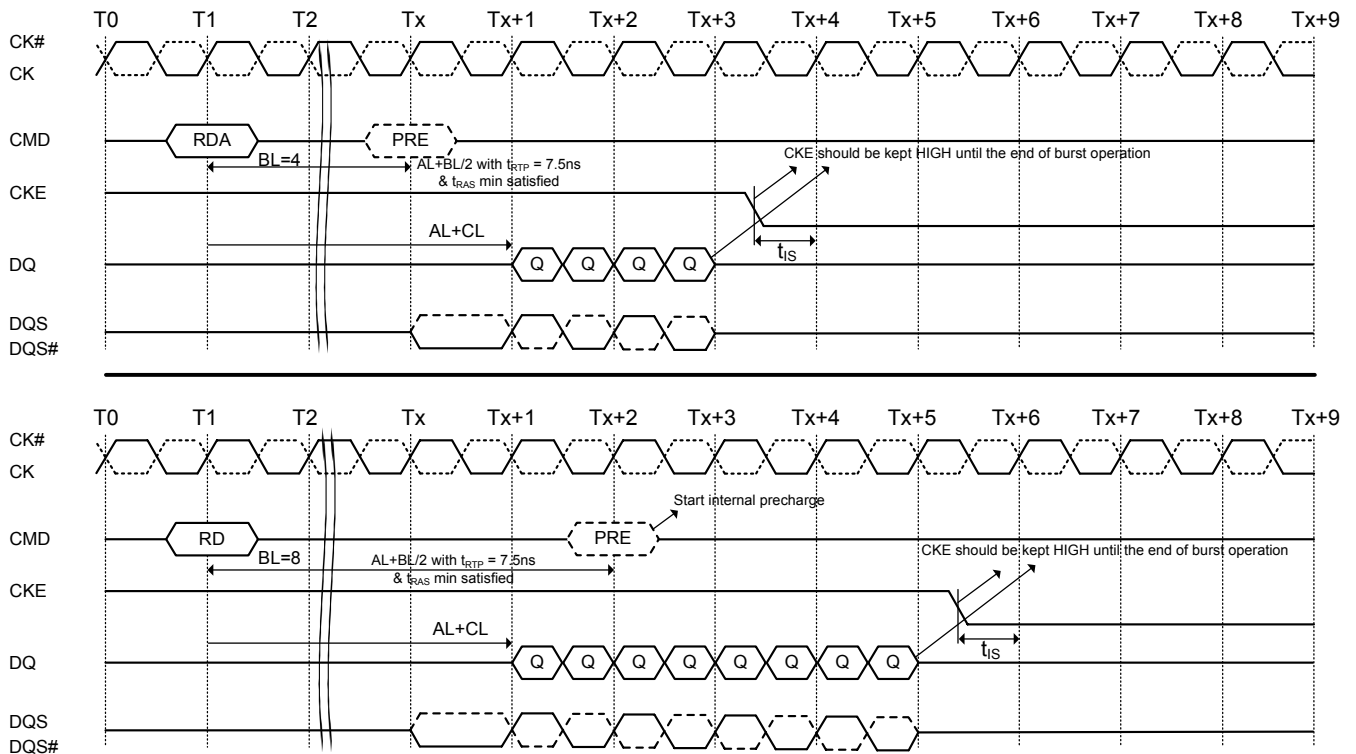 T0 T1 T2 Tx Tx+1 Tx+2 Tx+3 Tx+4 Tx+5 Tx+6 Tx+7 Tx+8 Tx+9
CK#
CK
CMD RDA PRE
BL=4 AL+BL/2 with tRTP = 7.5ns
& tRAS min satisfied
CKE should be kept HIGH until the end of burst operation
CKE
AL+CL
tIS
DQ Q Q Q Q
DQS
DQS#
T0 T1 T2 Tx Tx+1 Tx+2 Tx+3 Tx+4 Tx+5 Tx+6 Tx+7 Tx+8 Tx+9
CK#
CK
Start internal precharge
CMD RD PRE
BL=8 AL+BL/2 with tRTP = 7.5ns
& tRAS min satisfied
CKE should be kept HIGH until the end of burst operation
CKE
AL+CL
tIS
DQ Q Q Q Q Q Q Q Q
DQS
DQS#